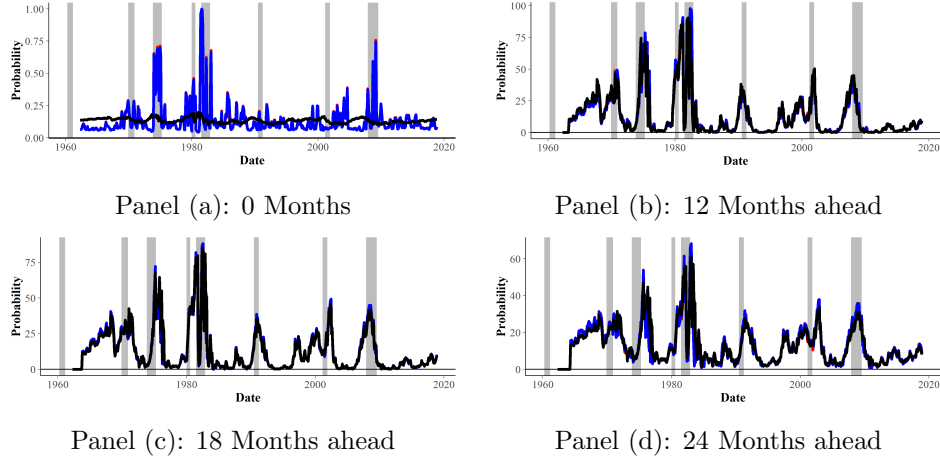 1.00
0.75
0.50
0.25
0.00
Probability
1960 1980 2000 2020
Date
Panel (a): 0 Months
100
75
50
25
0
Probability
1960 1980 2000 2020
Date
Panel (b): 12 Months ahead
75
50
25
0
Probability
1960 1980 2000 2020
Date
Panel (c): 18 Months ahead
60
40
20
0
Probability
1960 1980 2000 2020
Date
Panel (d): 24 Months ahead